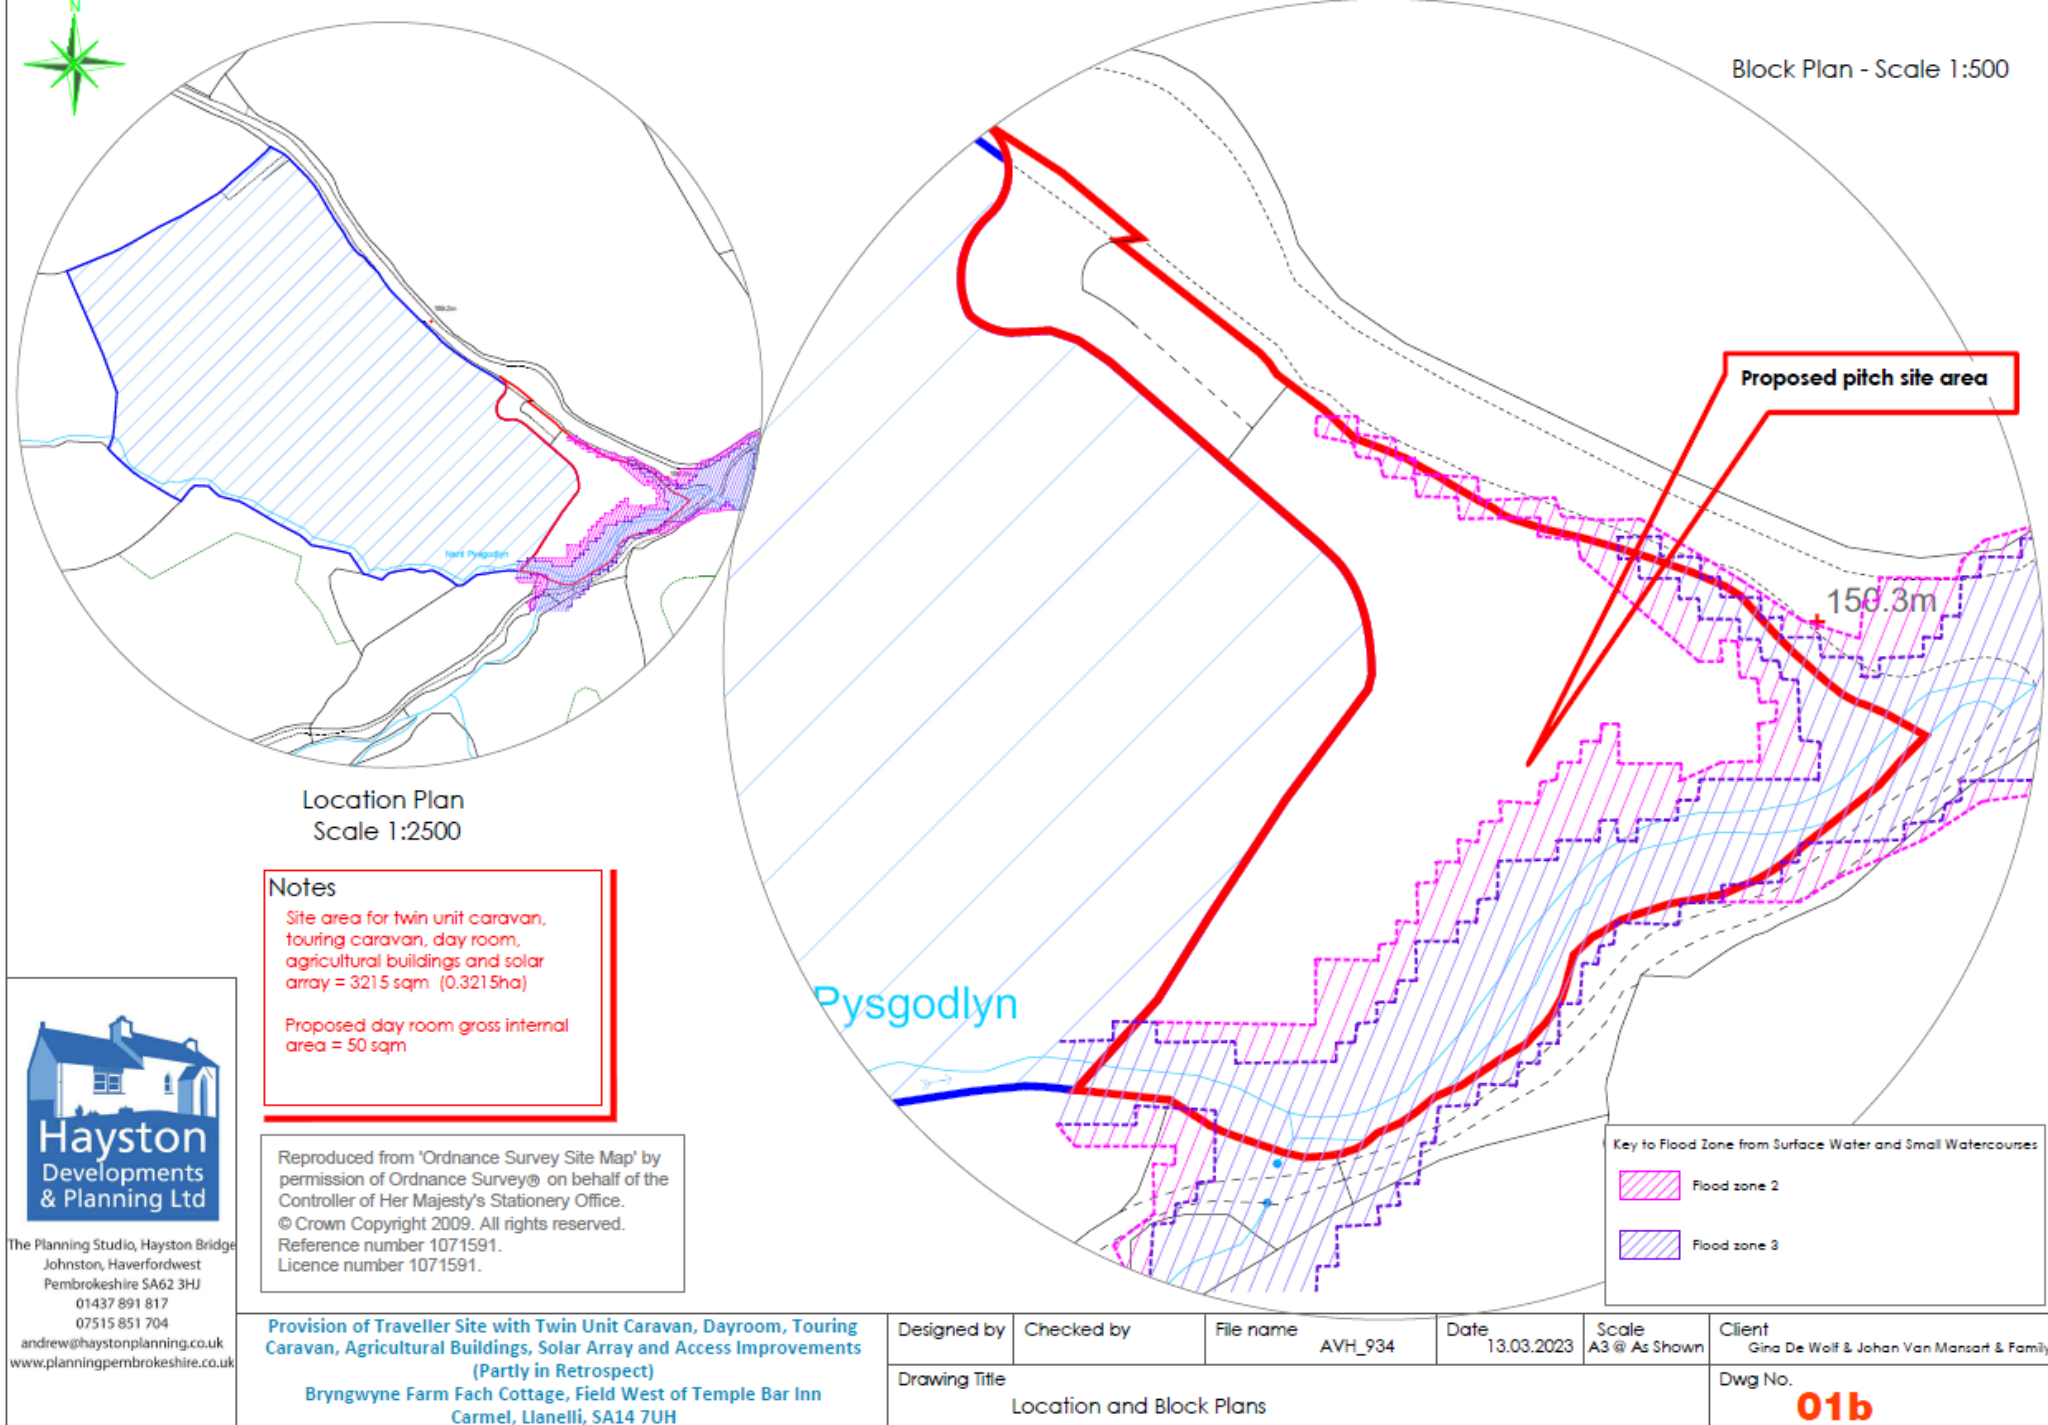 N
Block Plan - Scale 1:500
Proposed pitch site area
150.3m
Nant Pysgodlyn
Location Plan
Scale 1:2500
Pysgodlyn
Notes
Site area for twin unit caravan,
touring caravan, day room,
agricultural buildings and solar
array = 3215 sqm (0.3215ha)
Proposed day room gross internal
area = 50 sqm
Reproduced from 'Ordnance Survey Site Map' by
permission of Ordnance Survey® on behalf of the
Controller of Her Majesty's Stationery Office.
© Crown Copyright 2009. All rights reserved.
Reference number 1071591.
Licence number 1071591.
Key to Flood Zone from Surface Water and Small Watercourses
Flood zone 2
Flood zone 3
Hayston
Developments
& Planning Ltd
The Planning Studio, Hayston Bridge
Johnston, Haverfordwest
Pembrokeshire SA62 3HJ
01437 891 817
07515 851 704
andrew@haystonplanning.co.uk
www.planningpembrokeshire.co.uk
Provision of Traveller Site with Twin Unit Caravan, Dayroom, Touring
Caravan, Agricultural Buildings, Solar Array and Access Improvements
(Partly in Retrospect)
Bryngwyne Farm Fach Cottage, Field West of Temple Bar Inn
Carmel, Llanelli, SA14 7UH
Designed by
Checked by
File name
AVH_934
Date
13.03.2023
Scale
A3 @ As Shown
Client
Gina De Wolf & Johan Van Mansart & Family
Drawing Title
Location and Block Plans
Dwg No.
01b